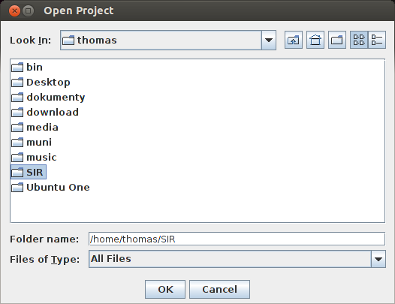 Open Project
Look In: thomas
bin
Desktop
dokumenty
download
media
muni
music
SIR
Ubuntu One
Folder name: /home/thomas/SIR
Files of Type: All Files
OK Cancel